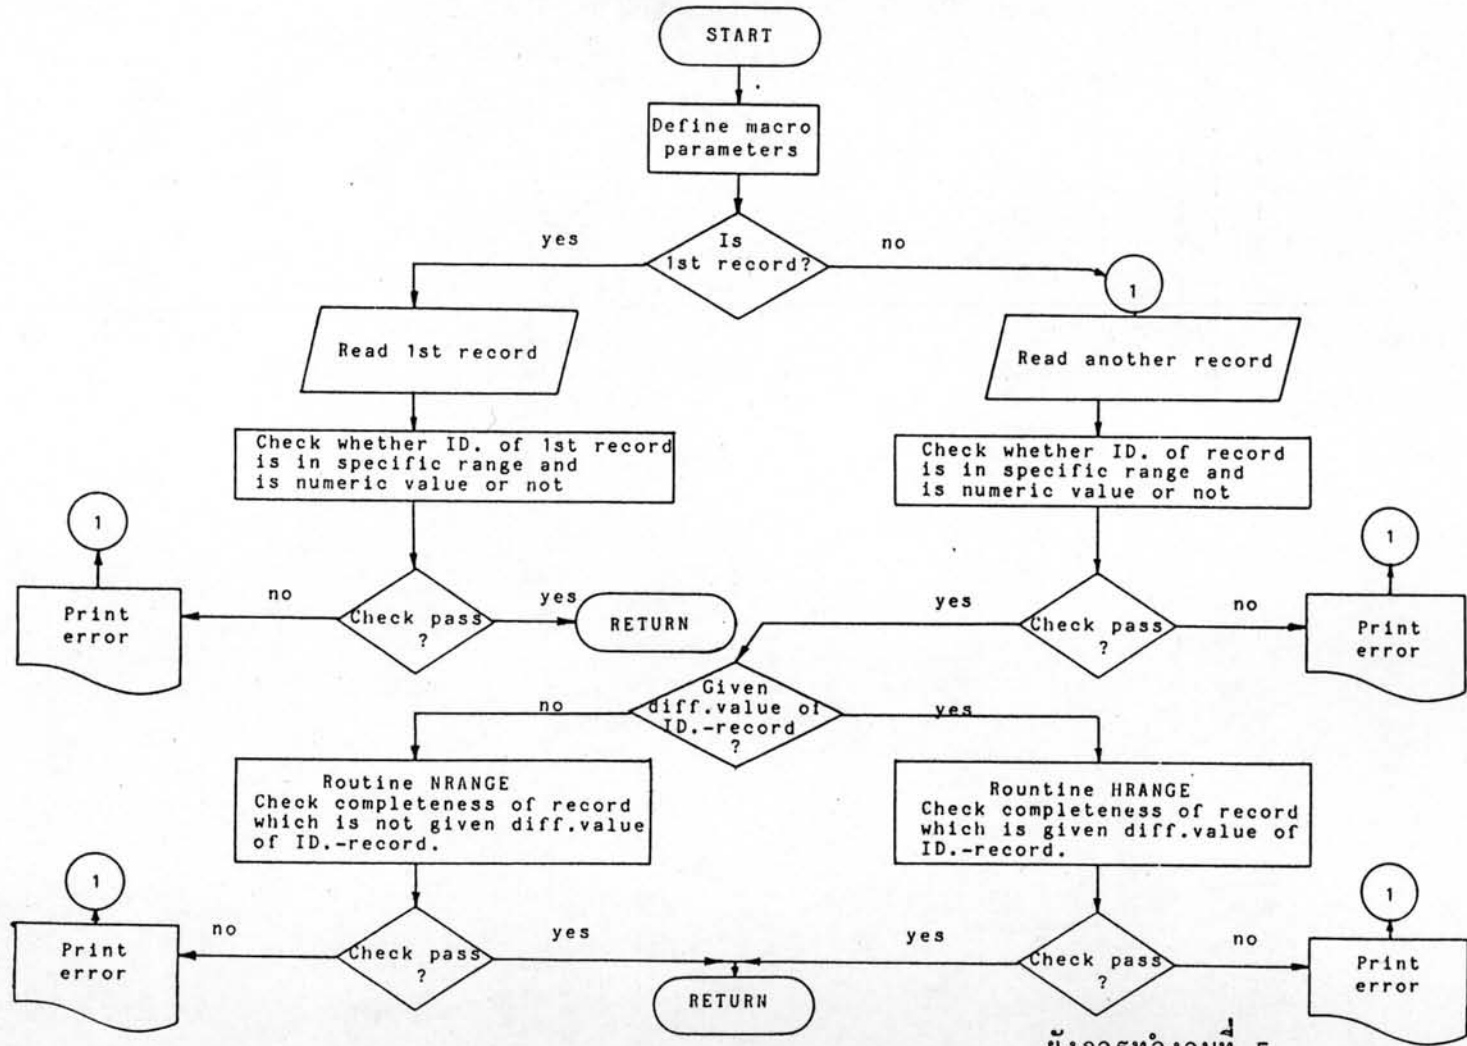 START
Define macro
parameters
Is
1st record?
yes
no
1
Read 1st record
Read another record
Check whether ID. of 1st record
is in specific range and
is numeric value or not
Check whether ID. of record
is in specific range and
is numeric value or not
1
1
Print
error
no
Check pass
?
yes
RETURN
yes
Check pass
?
no
Print
error
Given
diff.value of
ID.-record
?
no
yes
Routine NRANGE
Check completeness of record
which is not given diff.value
of ID.-record.
Rountine HRANGE
Check completeness of record
which is given diff.value of
ID.-record.
1
1
Print
error
no
Check pass
?
yes
RETURN
yes
Check pass
?
no
Print
error